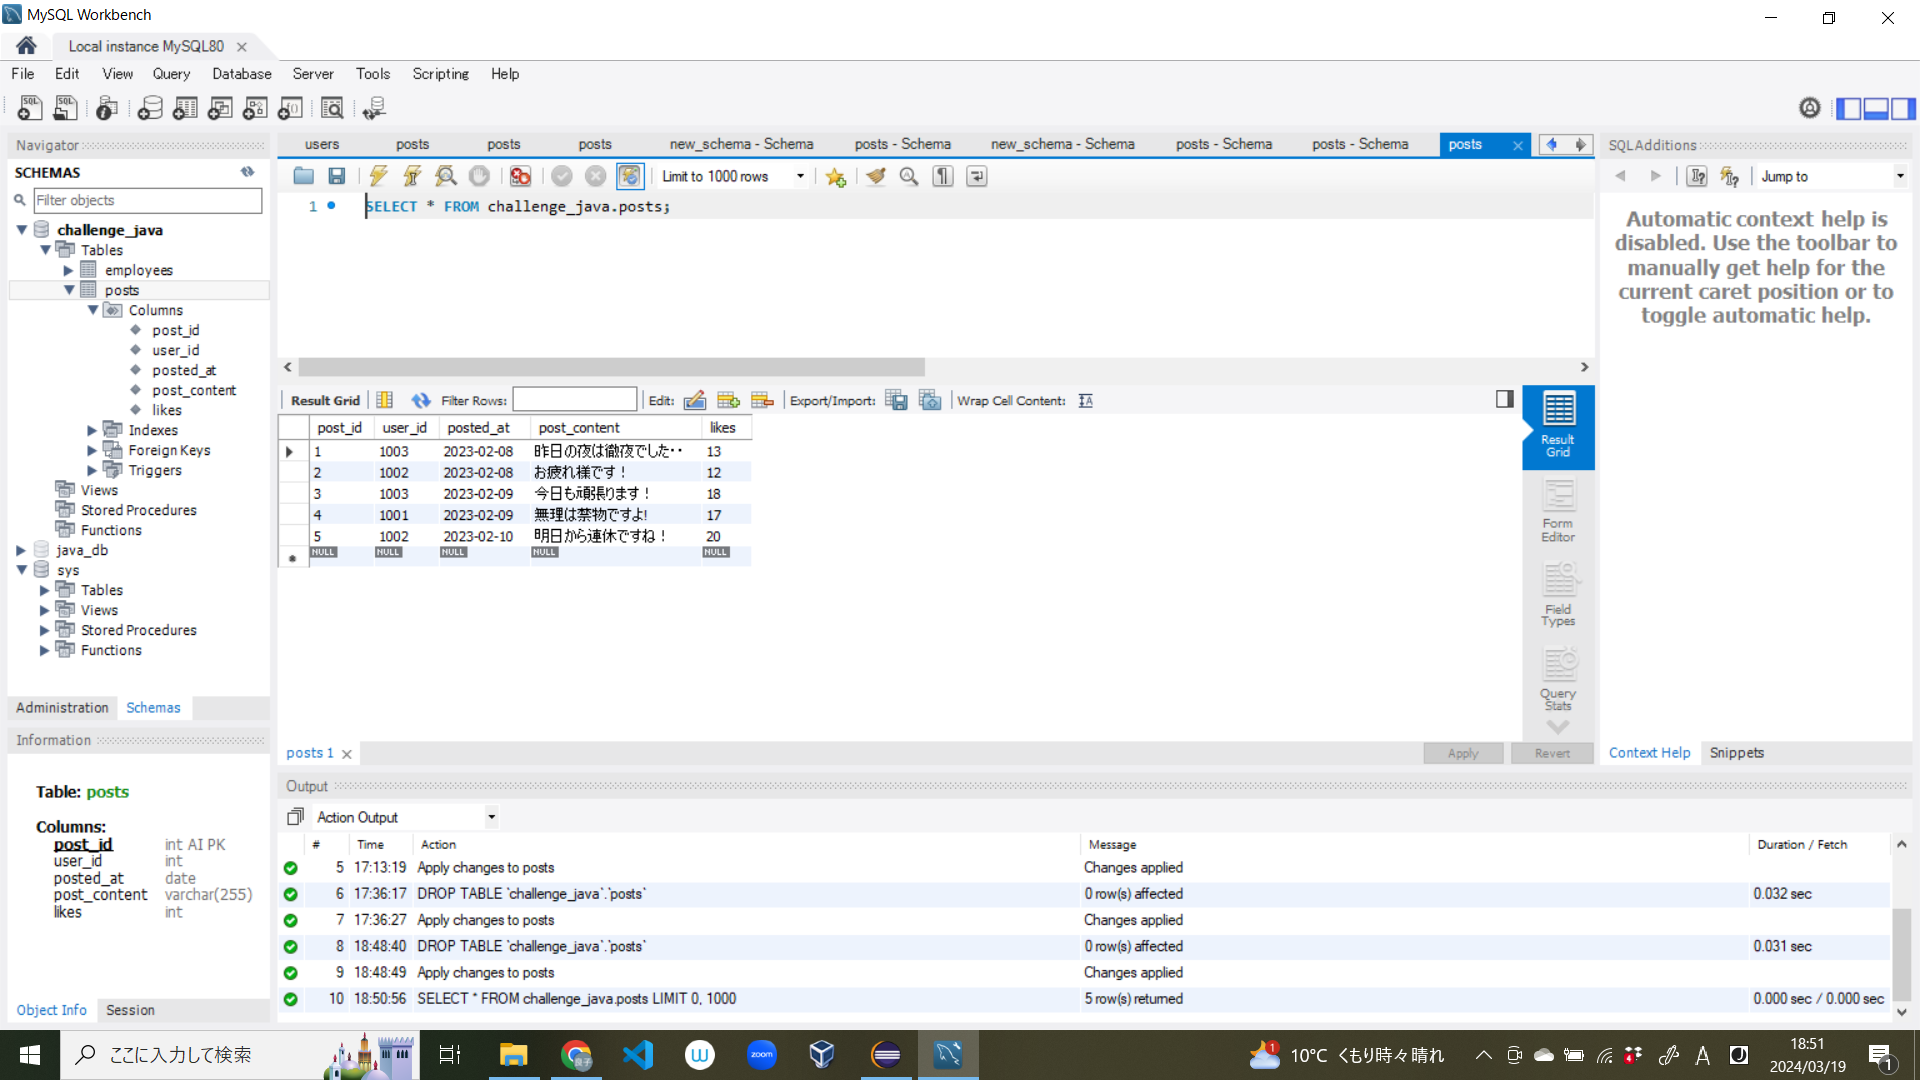 MySQL Workbench
Local instance MySQL80
File Edit View Query Database Server Tools Scripting Help
Navigator
SCHEMAS
Filter objects
challenge_java
Tables
employees
posts
Columns
post_id
user_id
posted_at
post_content
likes
Indexes
Foreign Keys
Triggers
Views
Stored Procedures
Functions
java_db
sys
Tables
Views
Stored Procedures
Functions
Administration Schemas
Information
Table: posts
Columns:
post_id int AI PK
user_id int
posted_at date
post_content varchar(255)
likes int
Object Info Session
users posts posts posts new_schema - Schema posts - Schema new_schema - Schema posts - Schema posts - Schema posts
Limit to 1000 rows
1 SELECT * FROM challenge_java.posts;
Result Grid Filter Rows: Edit: Export/Import: Wrap Cell Content:
post_id user_id posted_at post_content likes
1 1003 2023-02-08 昨日の夜は徹夜でした・・ 13
2 1002 2023-02-08 お疲れ様です！ 12
3 1003 2023-02-09 今日も頑張ります！ 18
4 1001 2023-02-09 無理は禁物ですよ! 17
5 1002 2023-02-10 明日から連休ですね！ 20
NULL NULL NULL NULL NULL
Result
Grid
Form
Editor
Field
Types
Query
Stats
posts 1
Apply Revert
SQLAdditions
Jump to
Automatic context help is
disabled. Use the toolbar to
manually get help for the
current caret position or to
toggle automatic help.
Context Help Snippets
Output
Action Output
# Time Action Message Duration / Fetch
5 17:13:19 Apply changes to posts Changes applied
6 17:36:17 DROP TABLE `challenge_java`.`posts` 0 row(s) affected 0.032 sec
7 17:36:27 Apply changes to posts Changes applied
8 18:48:40 DROP TABLE `challenge_java`.`posts` 0 row(s) affected 0.031 sec
9 18:48:49 Apply changes to posts Changes applied
10 18:50:56 SELECT * FROM challenge_java.posts LIMIT 0, 1000 5 row(s) returned 0.000 sec / 0.000 sec
ここに入力して検索
zoom
1
10°C くもり時々晴れ
4
A
18:51
2024/03/19
1